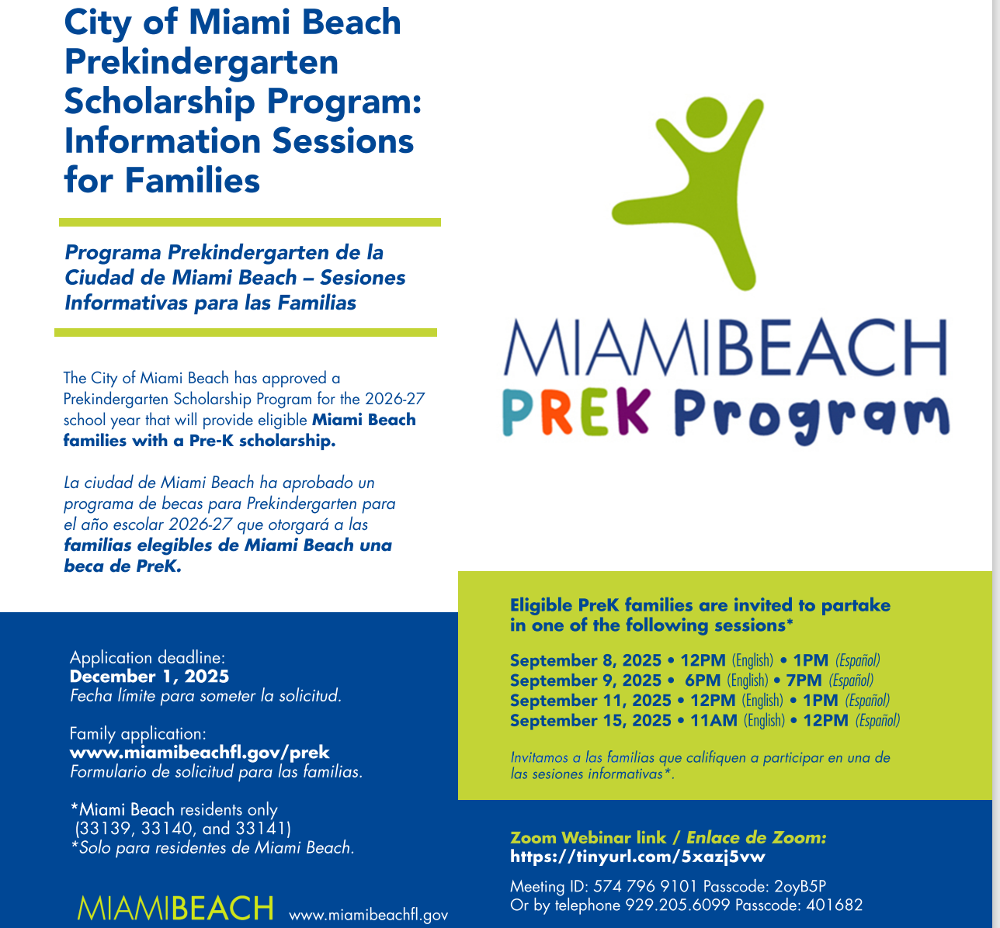 City of Miami Beach
Prekindergarten
Scholarship Program:
Information Sessions
for Families
Programa Prekindergarten de la
Ciudad de Miami Beach – Sesiones
Informativas para las Familias
The City of Miami Beach has approved a
Prekindergarten Scholarship Program for the 2026-27
school year that will provide eligible Miami Beach
families with a Pre-K scholarship.
La ciudad de Miami Beach ha aprobado un
programa de becas para Prekindergarten para
el año escolar 2026-27 que otorgará a las
familias elegibles de Miami Beach una
beca de PreK.
MIAMIBEACH
PREK Program
Application deadline:
December 1, 2025
Fecha límite para someter la solicitud.
Family application:
www.miamibeachfl.gov/prek
Formulario de solicitud para las familias.
*Miami Beach residents only
(33139, 33140, and 33141)
*Solo para residentes de Miami Beach.
MIAMIBEACH www.miamibeachfl.gov
Eligible PreK families are invited to partake
in one of the following sessions*
September 8, 2025 • 12PM (English) • 1PM (Español)
September 9, 2025 • 6PM (English) • 7PM (Español)
September 11, 2025 • 12PM (English) • 1PM (Español)
September 15, 2025 • 11AM (English) • 12PM (Español)
Invitamos a las familias que califiquen a participar en una de
las sesiones informativas*.
Zoom Webinar link / Enlace de Zoom:
https://tinyurl.com/5xazj5vw
Meeting ID: 574 796 9101 Passcode: 2oyB5P
Or by telephone 929.205.6099 Passcode: 401682